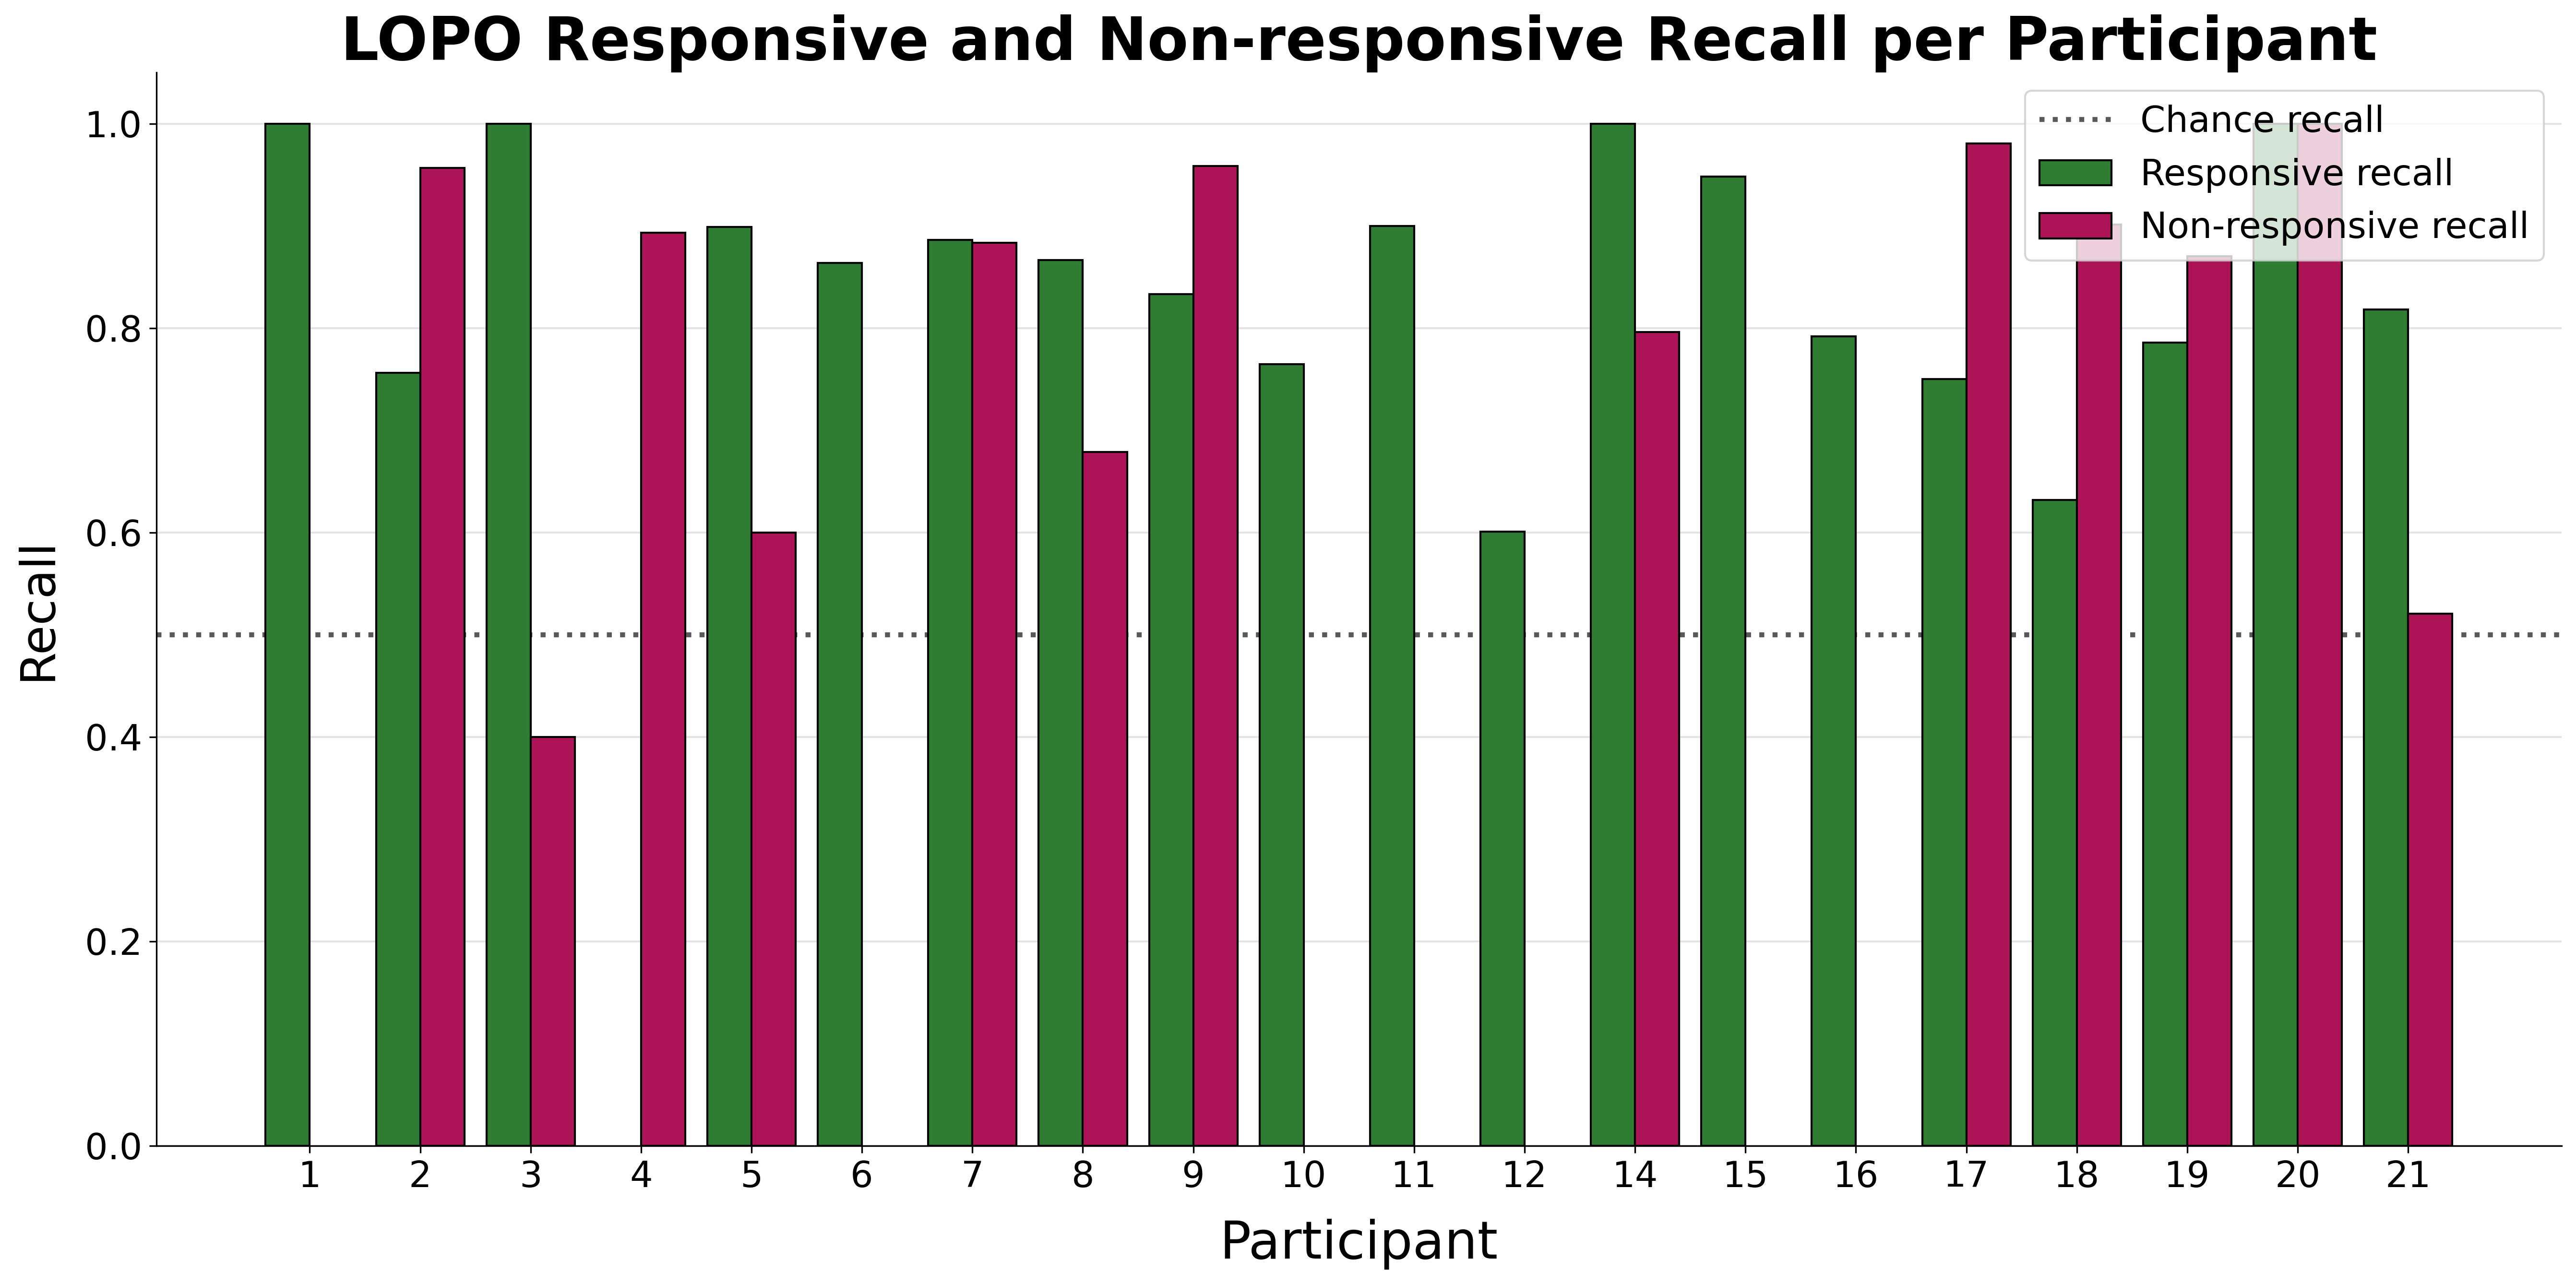 LOPO Responsive and Non-responsive Recall per Participant
Chance recall
Responsive recall
Non-responsive recall
Recall
1.0
0.8
0.6
0.4
0.2
0.0
1 2 3 4 5 6 7 8 9 10 11 12 14 15 16 17 18 19 20 21
Participant